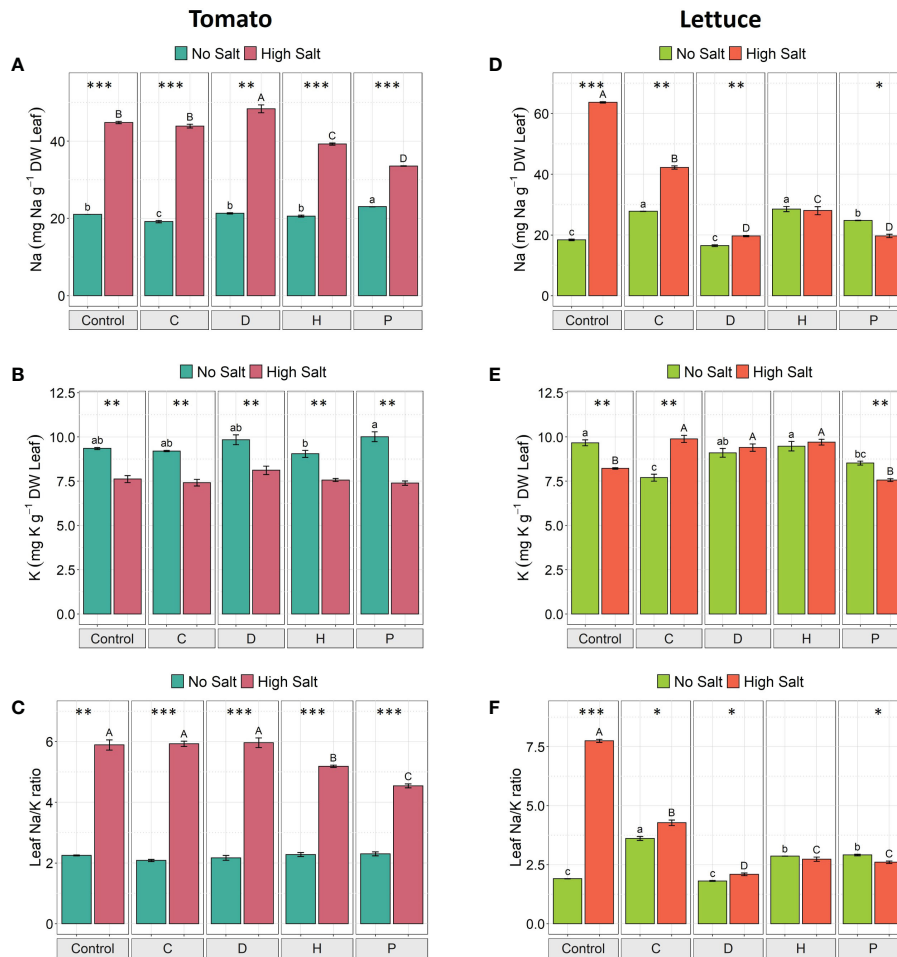 Tomato
Lettuce
A
No Salt High Salt
*** *** ** *** ***
Na (mg Na g⁻¹ DW Leaf)
40
20
0
b B c B b A b C a D
Control C D H P
D
No Salt High Salt
*** ** ** *
Na (mg Na g⁻¹ DW Leaf)
60
40
20
0
c A b B c D a C b D
Control C D H P
B
No Salt High Salt
** ** ** ** **
K (mg K g⁻¹ DW Leaf)
12.5
10.0
7.5
5.0
2.5
0.0
ab ab ab b a
Control C D H P
E
No Salt High Salt
** ** **
K (mg K g⁻¹ DW Leaf)
12.5
10.0
7.5
5.0
2.5
0.0
a B c A ab A a A bc B
Control C D H P
C
No Salt High Salt
** *** *** *** ***
Leaf Na/K ratio
6
4
2
0
A A A B C
Control C D H P
F
No Salt High Salt
*** * * *
Leaf Na/K ratio
7.5
5.0
2.5
0.0
c A a B c D b C b C
Control C D H P